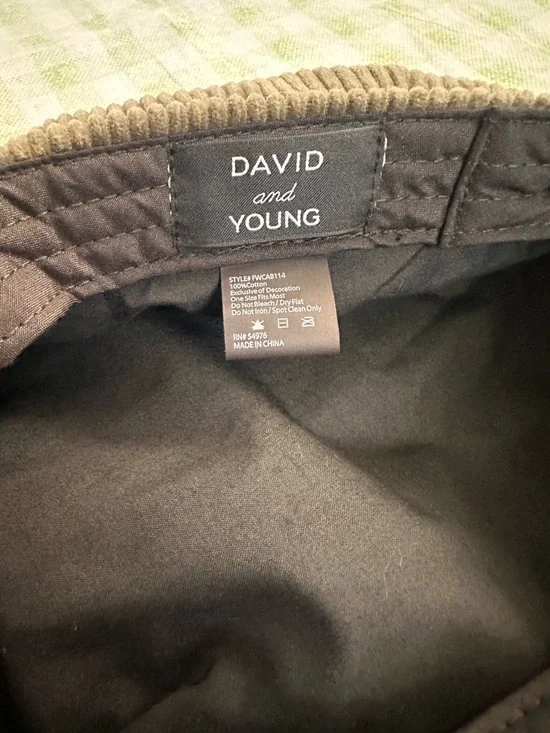 DAVID
and
YOUNG
STYLE# FWCAB114
100%Cotton
Exclusive of Decoration
One Size Fits Most
Do Not Bleach / Dry Flat
Do Not Iron / Spot Clean Only
RN# 54976
MADE IN CHINA